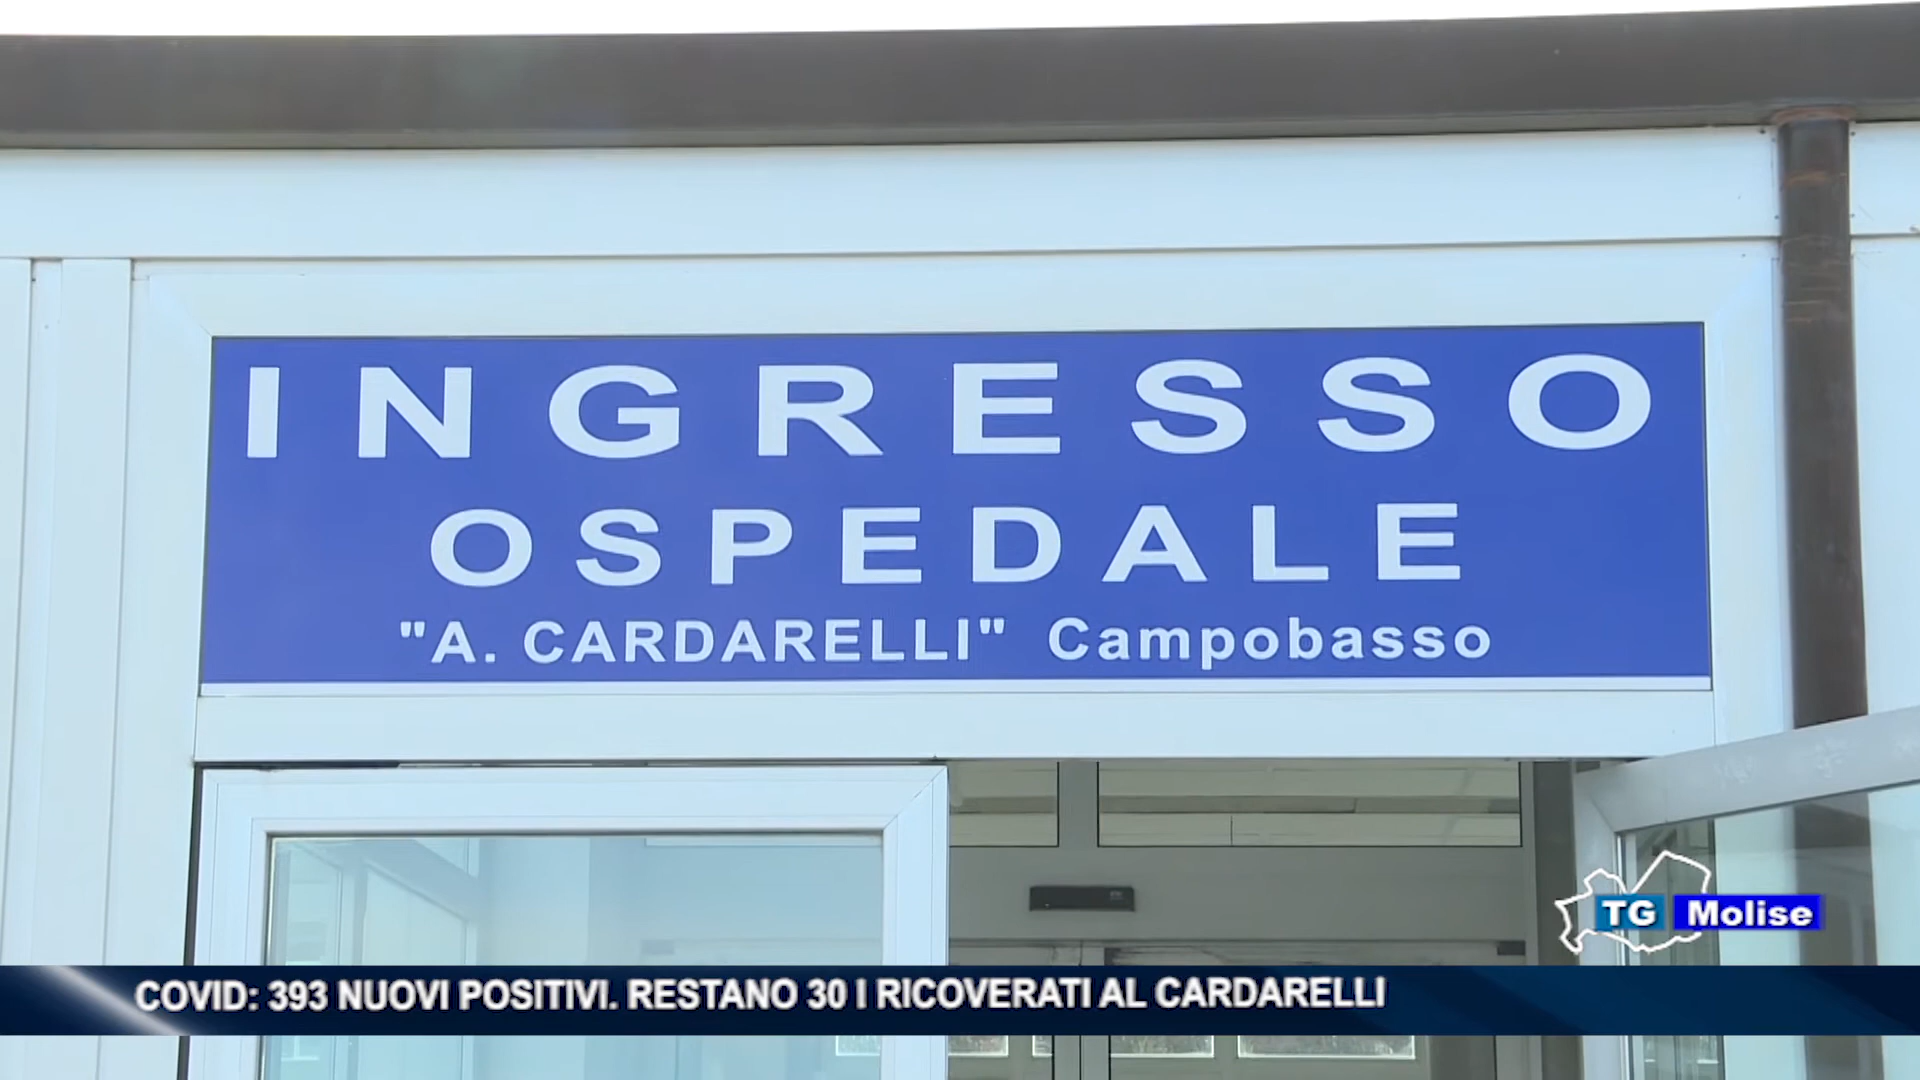 INGRESSO
OSPEDALE
"A. CARDARELLI" Campobasso
TG Molise
COVID: 393 NUOVI POSITIVI. RESTANO 30 I RICOVERATI AL CARDARELLI